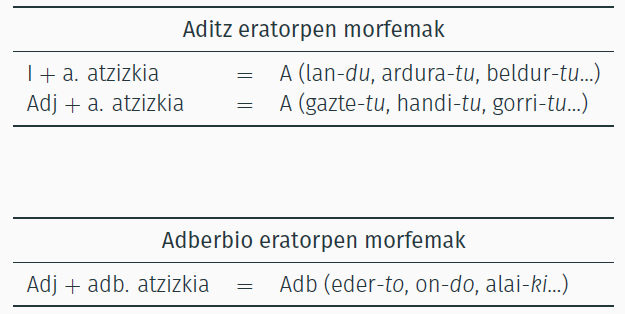 Aditz eratorpen morfemak
I + a. atzizkia = A (lan-du, ardura-tu, beldur-tu...)
Adj + a. atzizkia = A (gazte-tu, handi-tu, gorri-tu...)
Adberbio eratorpen morfemak
Adj + adb. atzizkia = Adb (eder-to, on-do, alai-ki...)